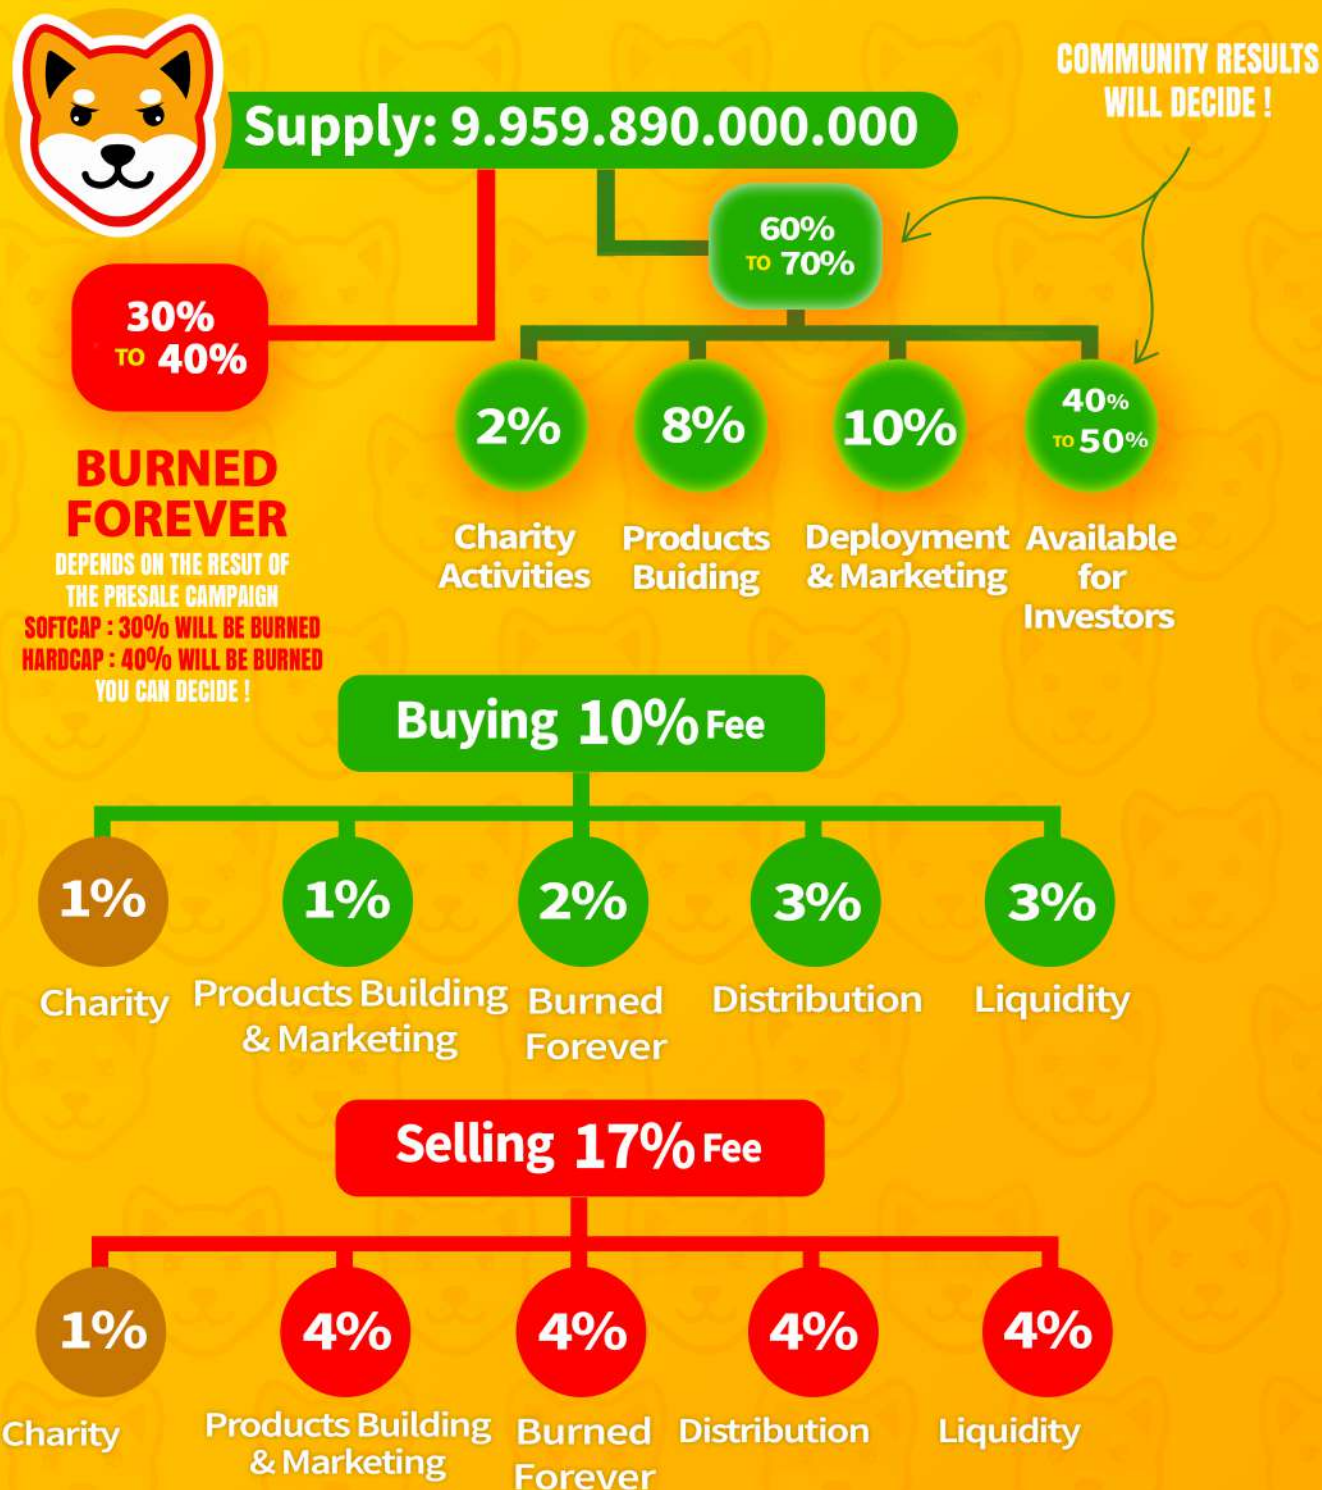 COMMUNITY RESULTS
WILL DECIDE !
Supply: 9.959.890.000.000
60%
TO 70%
30%
TO 40%
2%
8%
10%
40%
TO 50%
BURNED
FOREVER
DEPENDS ON THE RESUT OF
THE PRESALE CAMPAIGN
SOFTCAP : 30% WILL BE BURNED
HARDCAP : 40% WILL BE BURNED
YOU CAN DECIDE !
Charity
Activities
Products
Buiding
Deployment
& Marketing
Available
for
Investors
Buying 10% Fee
1%
1%
2%
3%
3%
Charity
Products Building
& Marketing
Burned
Forever
Distribution
Liquidity
Selling 17% Fee
1%
4%
4%
4%
4%
Charity
Products Building
& Marketing
Burned
Forever
Distribution
Liquidity